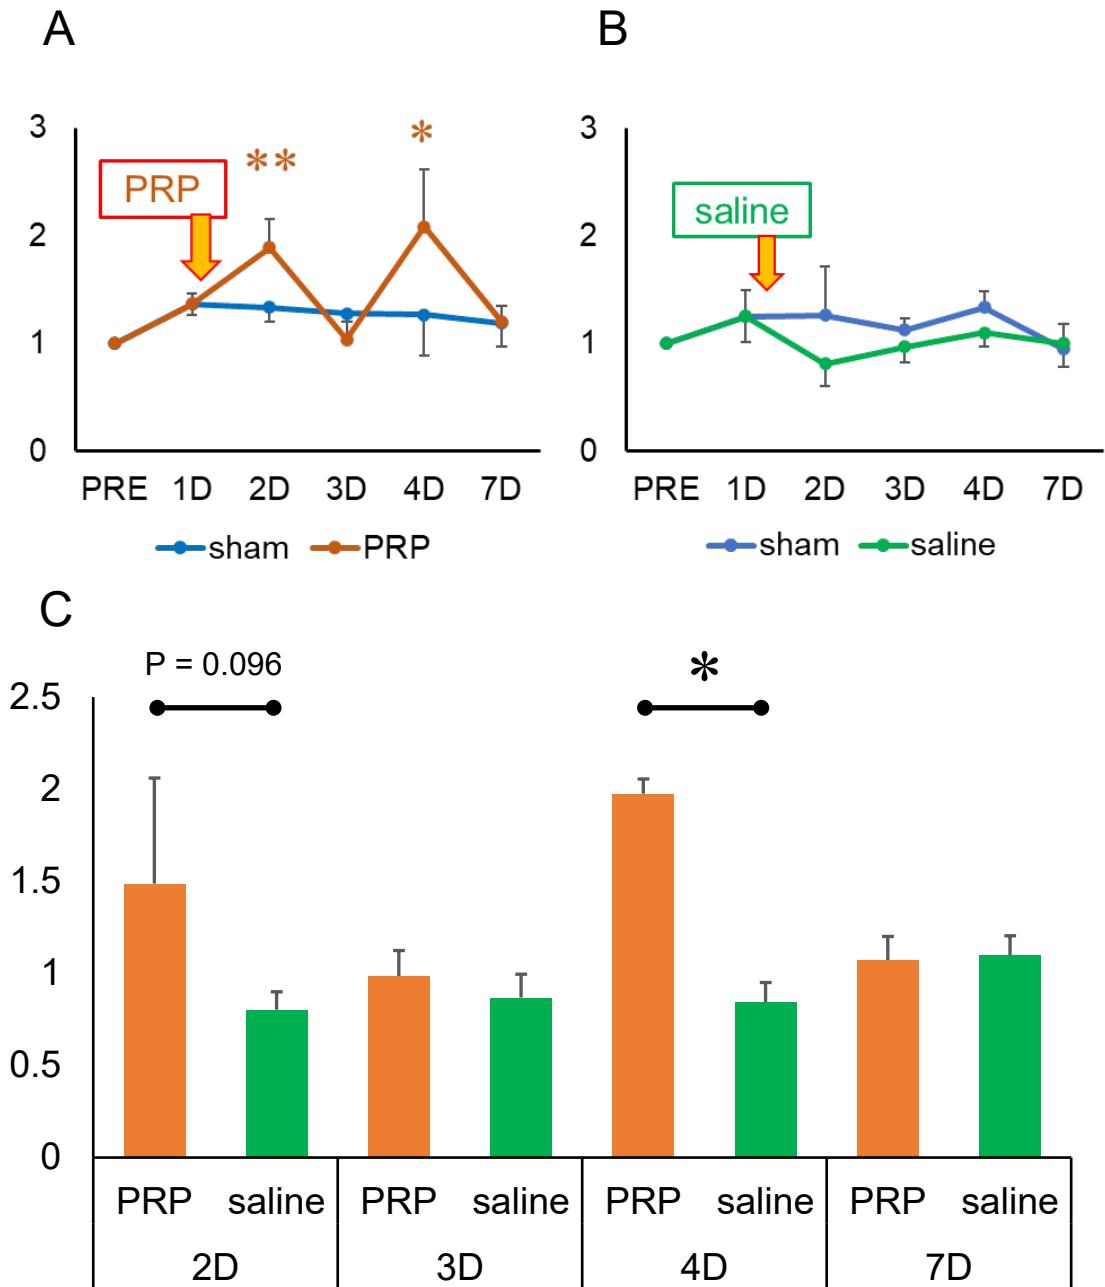 A
3
2
1
0
PRP
**
*
PRE 1D 2D 3D 4D 7D
sham PRP
B
3
2
1
0
saline
PRE 1D 2D 3D 4D 7D
sham saline
C
P = 0.096
*
2.5
2
1.5
1
0.5
0
PRP saline PRP saline PRP saline PRP saline
2D 3D 4D 7D